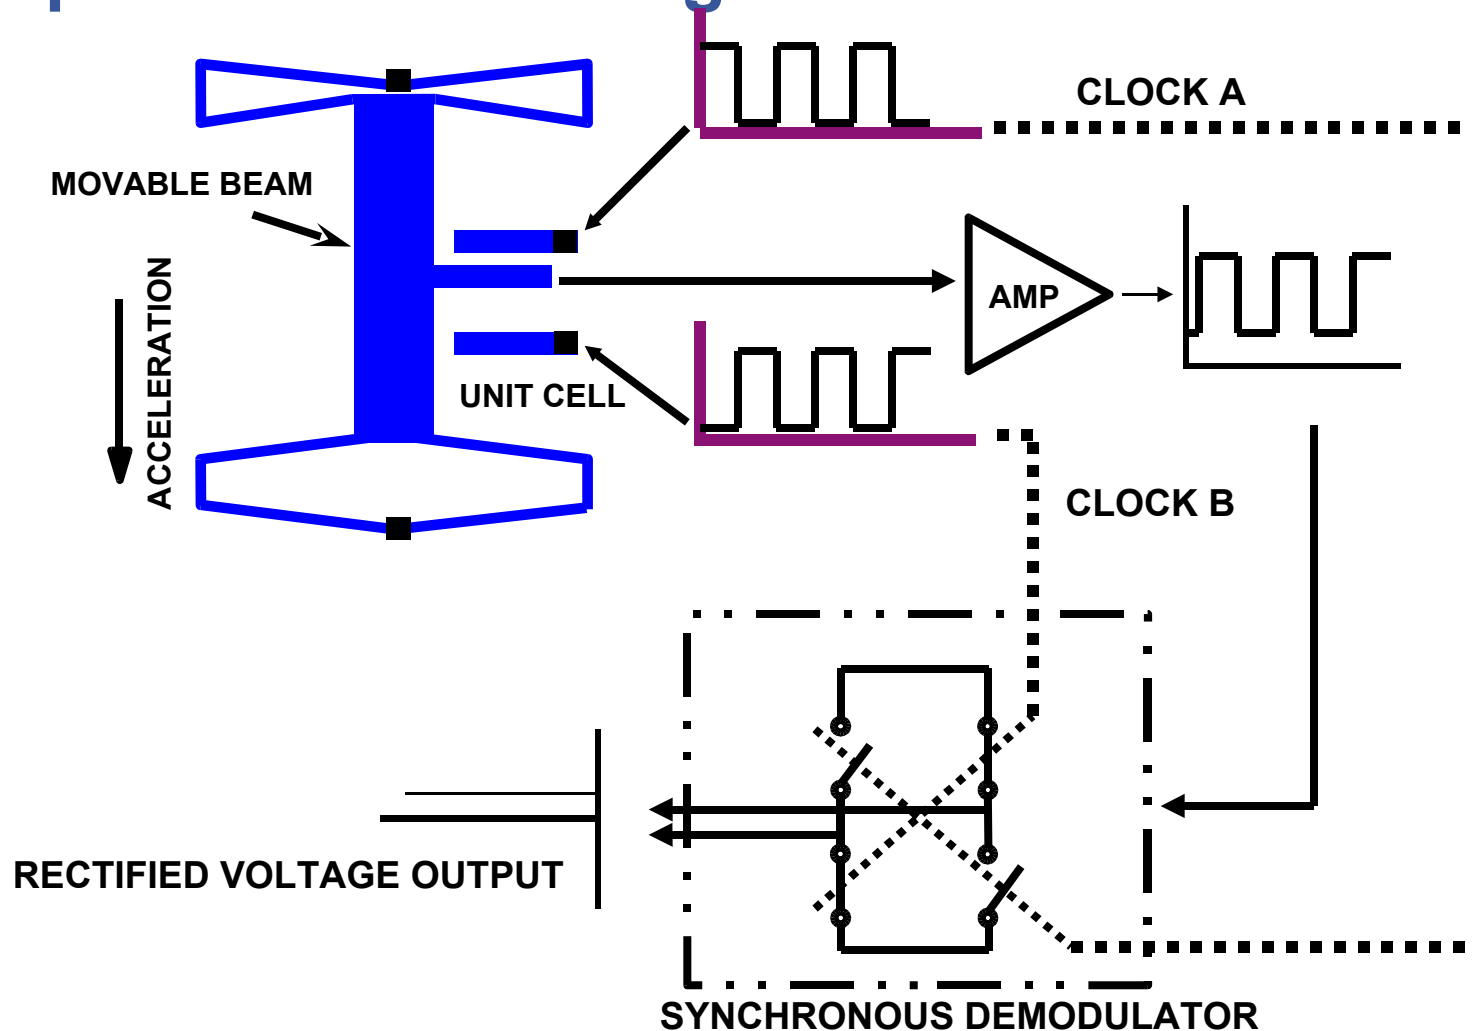 CLOCK A
MOVABLE BEAM
ACCELERATION
AMP
UNIT CELL
CLOCK B
RECTIFIED VOLTAGE OUTPUT
SYNCHRONOUS DEMODULATOR